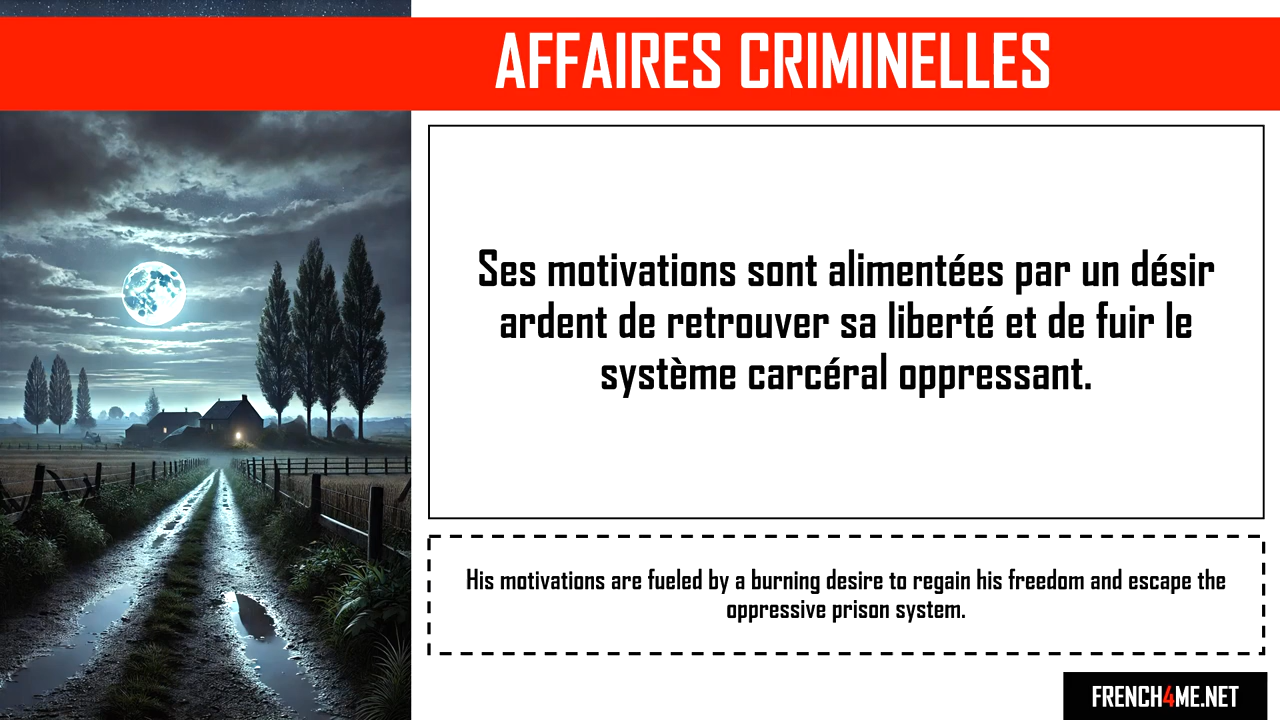 AFFAIRES CRIMINELLES
Ses motivations sont alimentées par un désir
ardent de retrouver sa liberté et de fuir le
système carcéral oppressant.
His motivations are fueled by a burning desire to regain his freedom and escape the
oppressive prison system.
FRENCH4ME.NET